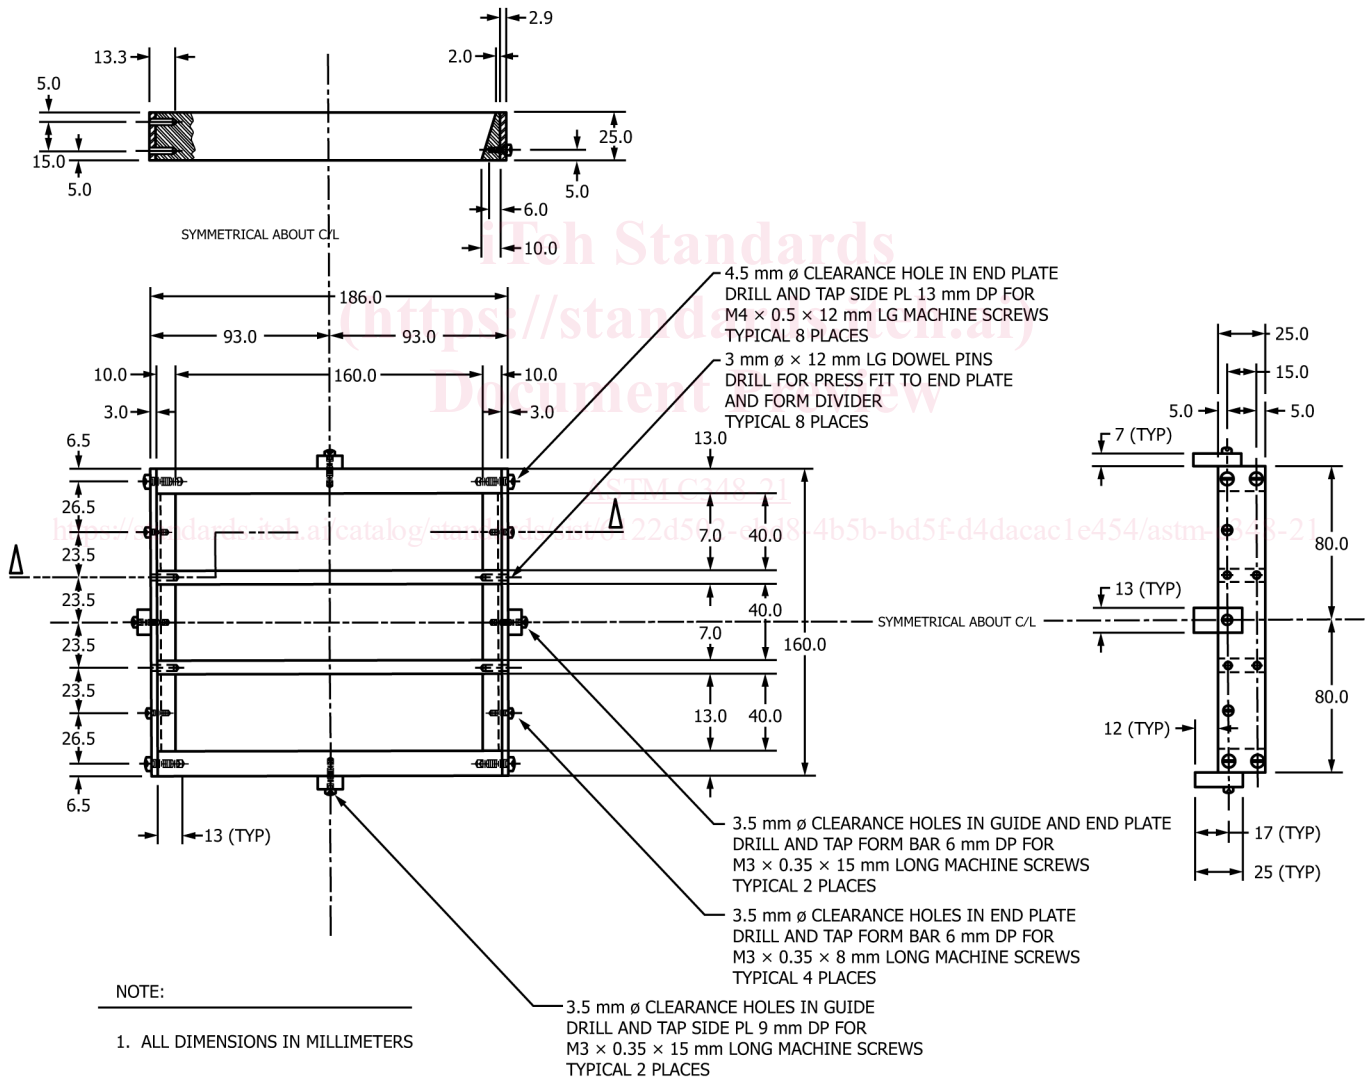 2.9
13.3
2.0
5.0
25.0
15.0
5.0
5.0
6.0
SYMMETRICAL ABOUT C/L
10.0
iTeh Standards
(https://standards.iteh.ai)
Document Preview
ASTM C348-21
186.0
93.0
93.0
10.0
160.0
10.0
3.0
3.0
4.5 mm ø CLEARANCE HOLE IN END PLATE
DRILL AND TAP SIDE PL 13 mm DP FOR
M4 × 0.5 × 12 mm LG MACHINE SCREWS
TYPICAL 8 PLACES
3 mm ø × 12 mm LG DOWEL PINS
DRILL FOR PRESS FIT TO END PLATE
AND FORM DIVIDER
TYPICAL 8 PLACES
25.0
15.0
5.0
5.0
7 (TYP)
6.5
13.0
26.5
7.0
40.0
80.0
23.5
23.5
13 (TYP)
40.0
SYMMETRICAL ABOUT C/L
23.5
7.0
160.0
23.5
80.0
13.0
40.0
12 (TYP)
26.5
6.5
13 (TYP)
17 (TYP)
25 (TYP)
3.5 mm ø CLEARANCE HOLES IN GUIDE AND END PLATE
DRILL AND TAP FORM BAR 6 mm DP FOR
M3 × 0.35 × 15 mm LONG MACHINE SCREWS
TYPICAL 2 PLACES
3.5 mm ø CLEARANCE HOLES IN END PLATE
DRILL AND TAP FORM BAR 6 mm DP FOR
M3 × 0.35 × 8 mm LONG MACHINE SCREWS
TYPICAL 4 PLACES
3.5 mm ø CLEARANCE HOLES IN GUIDE
DRILL AND TAP SIDE PL 9 mm DP FOR
M3 × 0.35 × 15 mm LONG MACHINE SCREWS
TYPICAL 2 PLACES
NOTE:
1. ALL DIMENSIONS IN MILLIMETERS